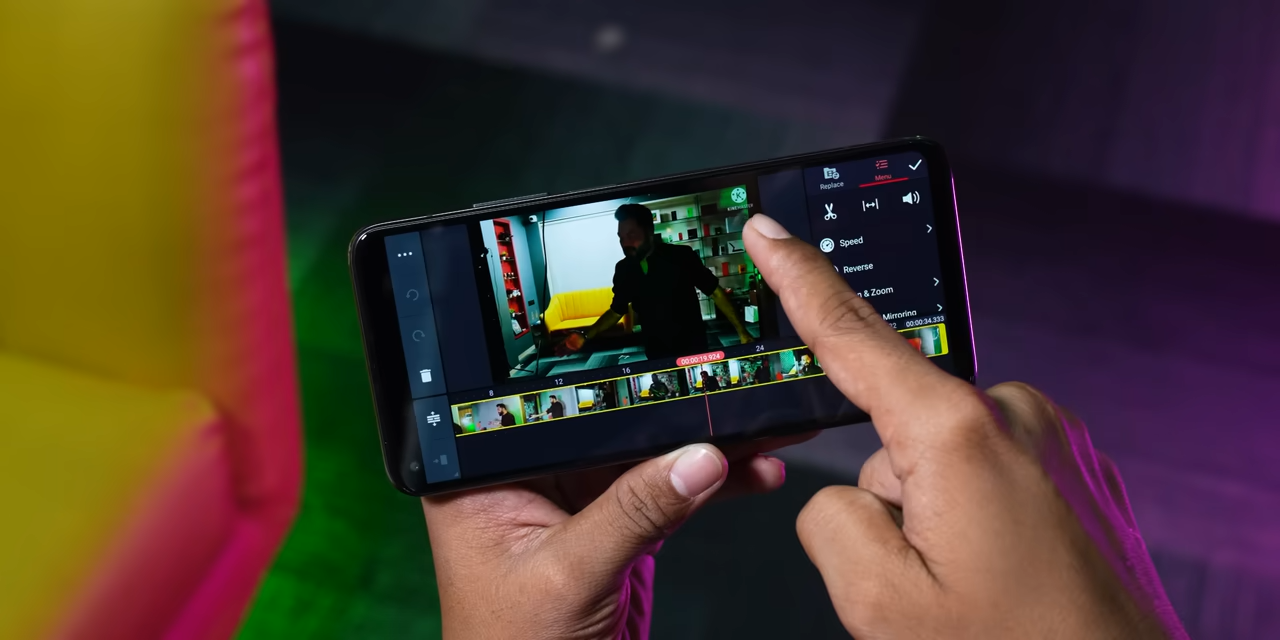 KINEMASTER
Replace
Menu
Speed
Reverse
n & Zoom
Mirroring
8
12
16
00:00:19.924
24
32 00:00:34.333